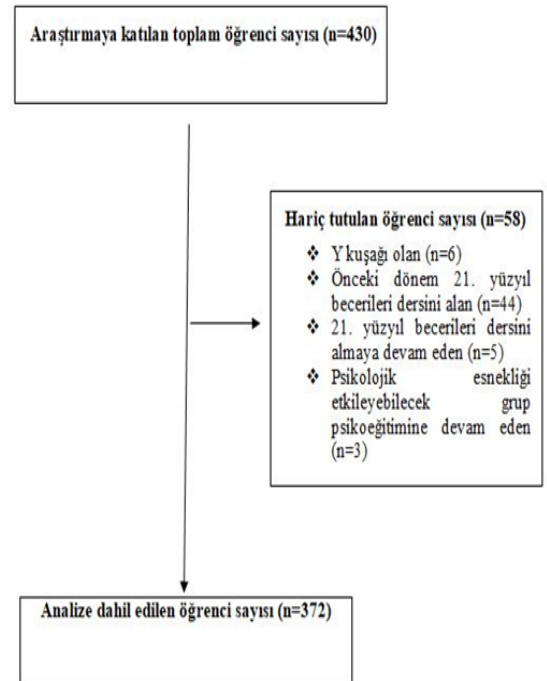 Araştırmaya katılan toplam öğrenci sayısı (n=430)
Hariç tutulan öğrenci sayısı (n=58)
❖ Y kuşağı olan (n=6)
❖ Önceki dönem 21. yüzyıl
becerileri dersini alan (n=44)
❖ 21. yüzyıl becerileri dersini
almaya devam eden (n=5)
❖ Psikolojik esnekliği
etkileyebilecek grup
psikoeğitimine devam eden
(n=3)
Analize dahil edilen öğrenci sayısı (n=372)